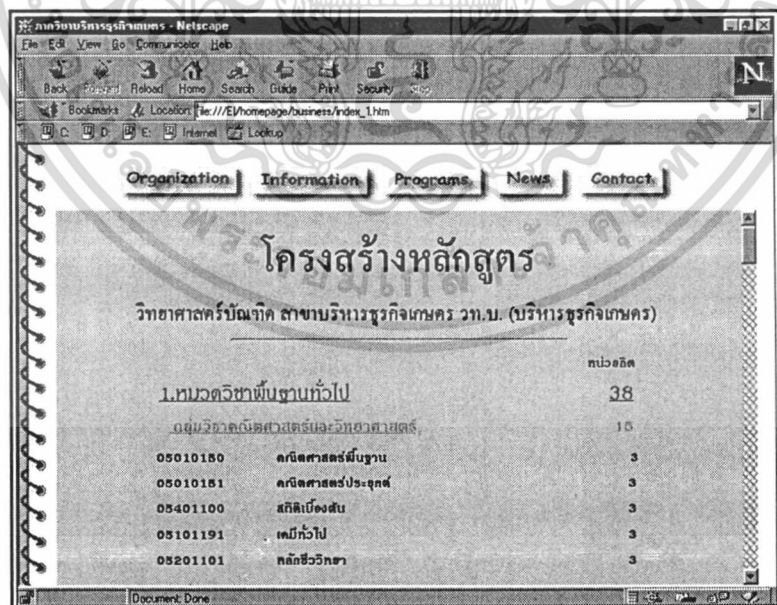 ภาควิชาบริหารธุรกิจเกษตร - Netscape
File Edit View Go Communicator Help
Back Forward Reload Home Search Guide Print Security Stop
Bookmarks Location: file:///E|/homepage/business/index_1.htm
C: D: E: Internet Lookup
Organization Information Programs News Contact
โครงสร้างหลักสูตร
วิทยาศาสตร์บัณฑิต สาขาบริหารธุรกิจเกษตร วท.บ. (บริหารธุรกิจเกษตร)
หน่วยกิต
1.หมวดวิชาพื้นฐานทั่วไป 38
กลุ่มวิชาคณิตศาสตร์และวิทยาศาสตร์ 15
05010150 คณิตศาสตร์พื้นฐาน 3
05010151 คณิตศาสตร์ประยุกต์ 3
05401100 สถิติเบื้องต้น 3
05101191 เคมีทั่วไป 3
05201101 หลักชีววิทยา 3
Document: Done